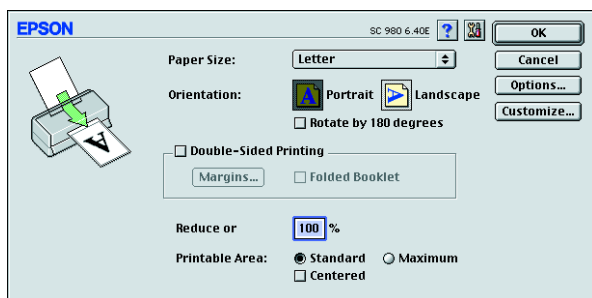 EPSON
SC 980 6.40E ?
OK
Paper Size: Letter
Cancel
Orientation: A Portrait A Landscape
Options...
Rotate by 180 degrees
Customize...
A
Double-Sided Printing
Margins... Folded Booklet
Reduce or 100 %
Printable Area: Standard Maximum
Centered